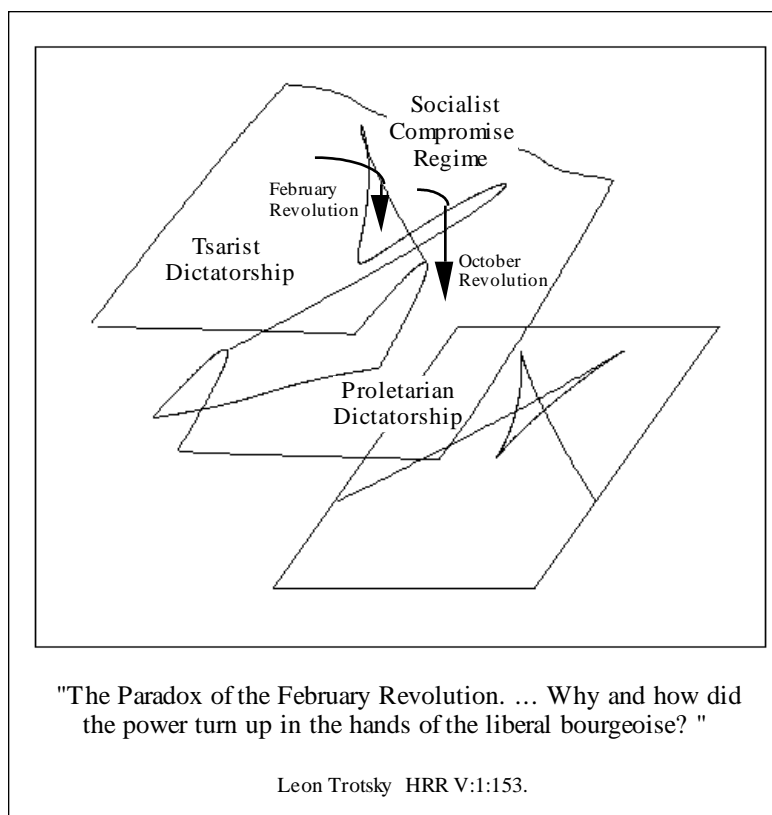 Socialist
Compromise
Regime
February
Revolution
Tsarist
Dictatorship
October
Revolution
Proletarian
Dictatorship
"The Paradox of the February Revolution. … Why and how did
the power turn up in the hands of the liberal bourgeoise? "
Leon Trotsky HRR V:1:153.